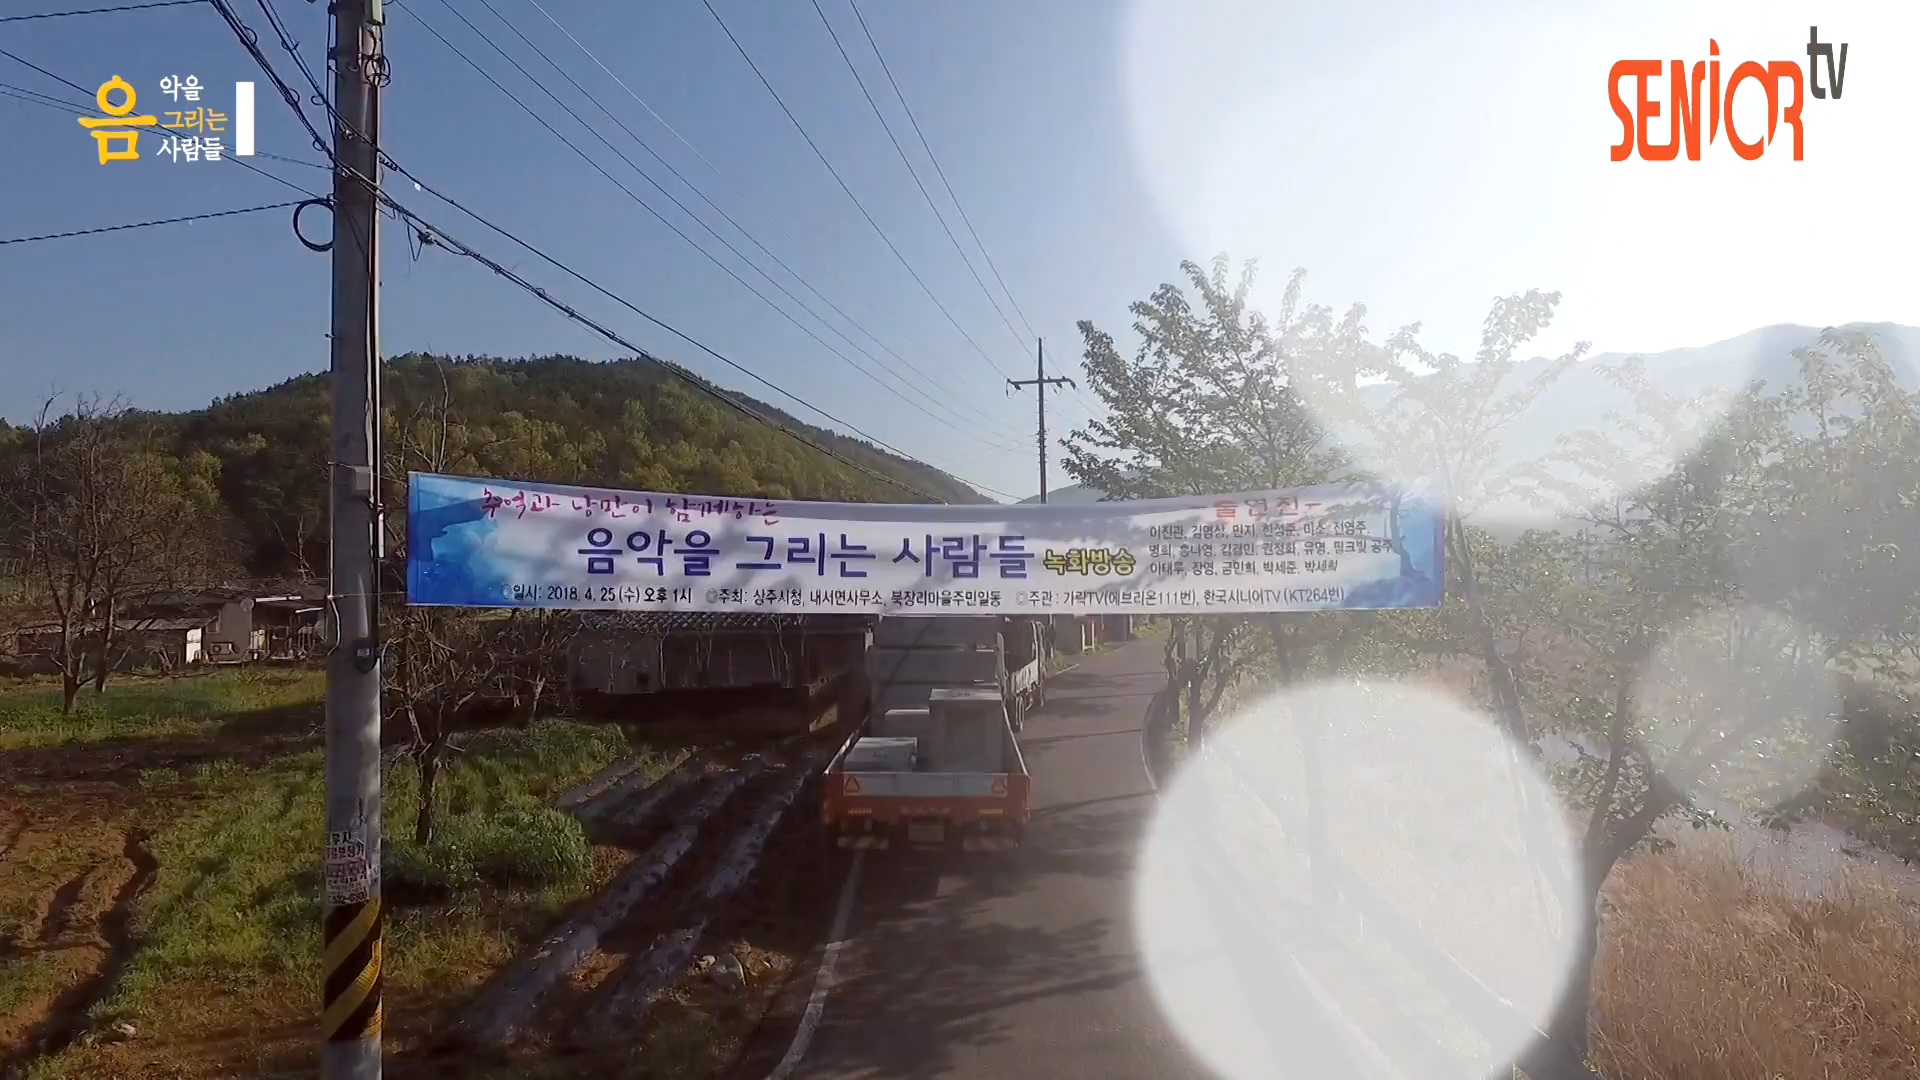 음악을
그리는
사람들
SENiOR tv
추억과 낭만이 함께하는
음악을 그리는 사람들 녹화방송
출연진
이진관, 김명상, 민지, 한성준, 미소, 전영주,
명희, 홍나영, 김경민, 권정화, 유영, 핑크빛 공주,
이태루, 장영, 금민희, 박세준, 박세휘
◎일시: 2018. 4. 25 (수) 오후 1시 ◎주최: 상주시청, 내서면사무소, 북장리마을주민일동 ◎주관: 가락TV(에브리온111번), 한국시니어TV (KT264번)